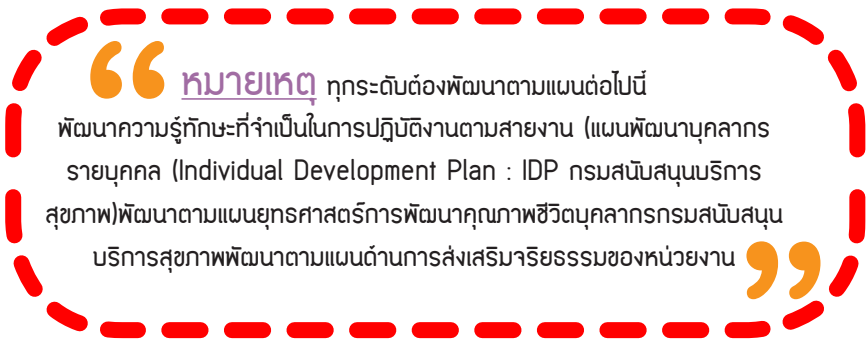 “ หมายเหตุ ทุกระดับต้องพัฒนาตามแผนต่อไปนี้
พัฒนาความรู้ทักษะที่จำเป็นในการปฏิบัติงานตามสายงาน (แผนพัฒนาบุคลากร
รายบุคคล (Individual Development Plan : IDP กรมสนับสนุนบริการ
สุขภาพ)พัฒนาตามแผนยุทธศาสตร์การพัฒนาคุณภาพชีวิตบุคลากรกรมสนับสนุน
บริการสุขภาพพัฒนาตามแผนด้านการส่งเสริมจริยธรรมของหน่วยงาน ”